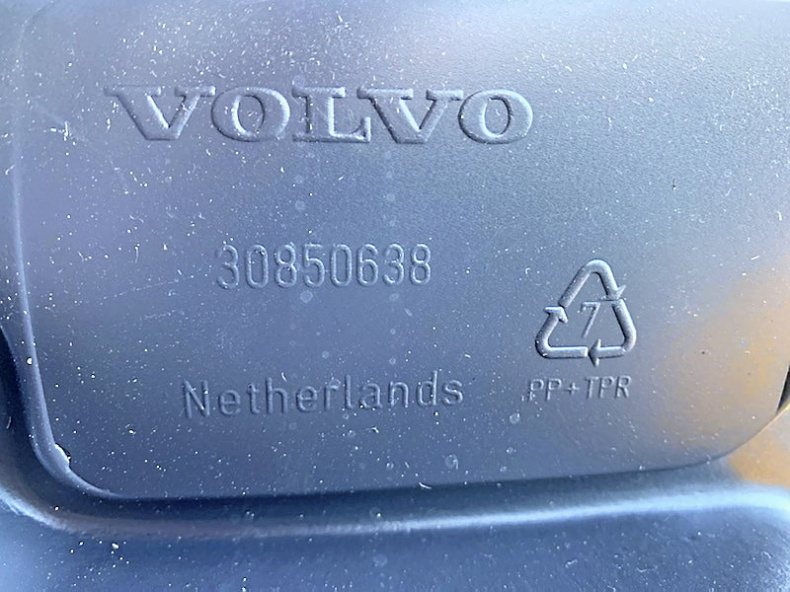 VOLVO
30850638
7
Netherlands
PP+TPR